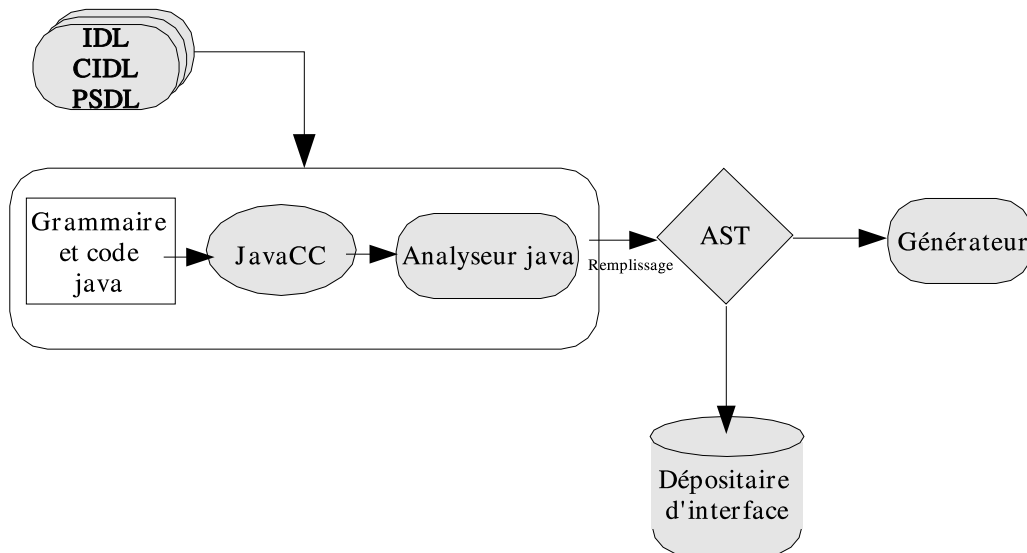 IDL
CIDL
PSDL
Grammaire
et code
java
JavaCC
Analyseur java
Remplissage
AST
Générateur
Dépositaire
d'interface